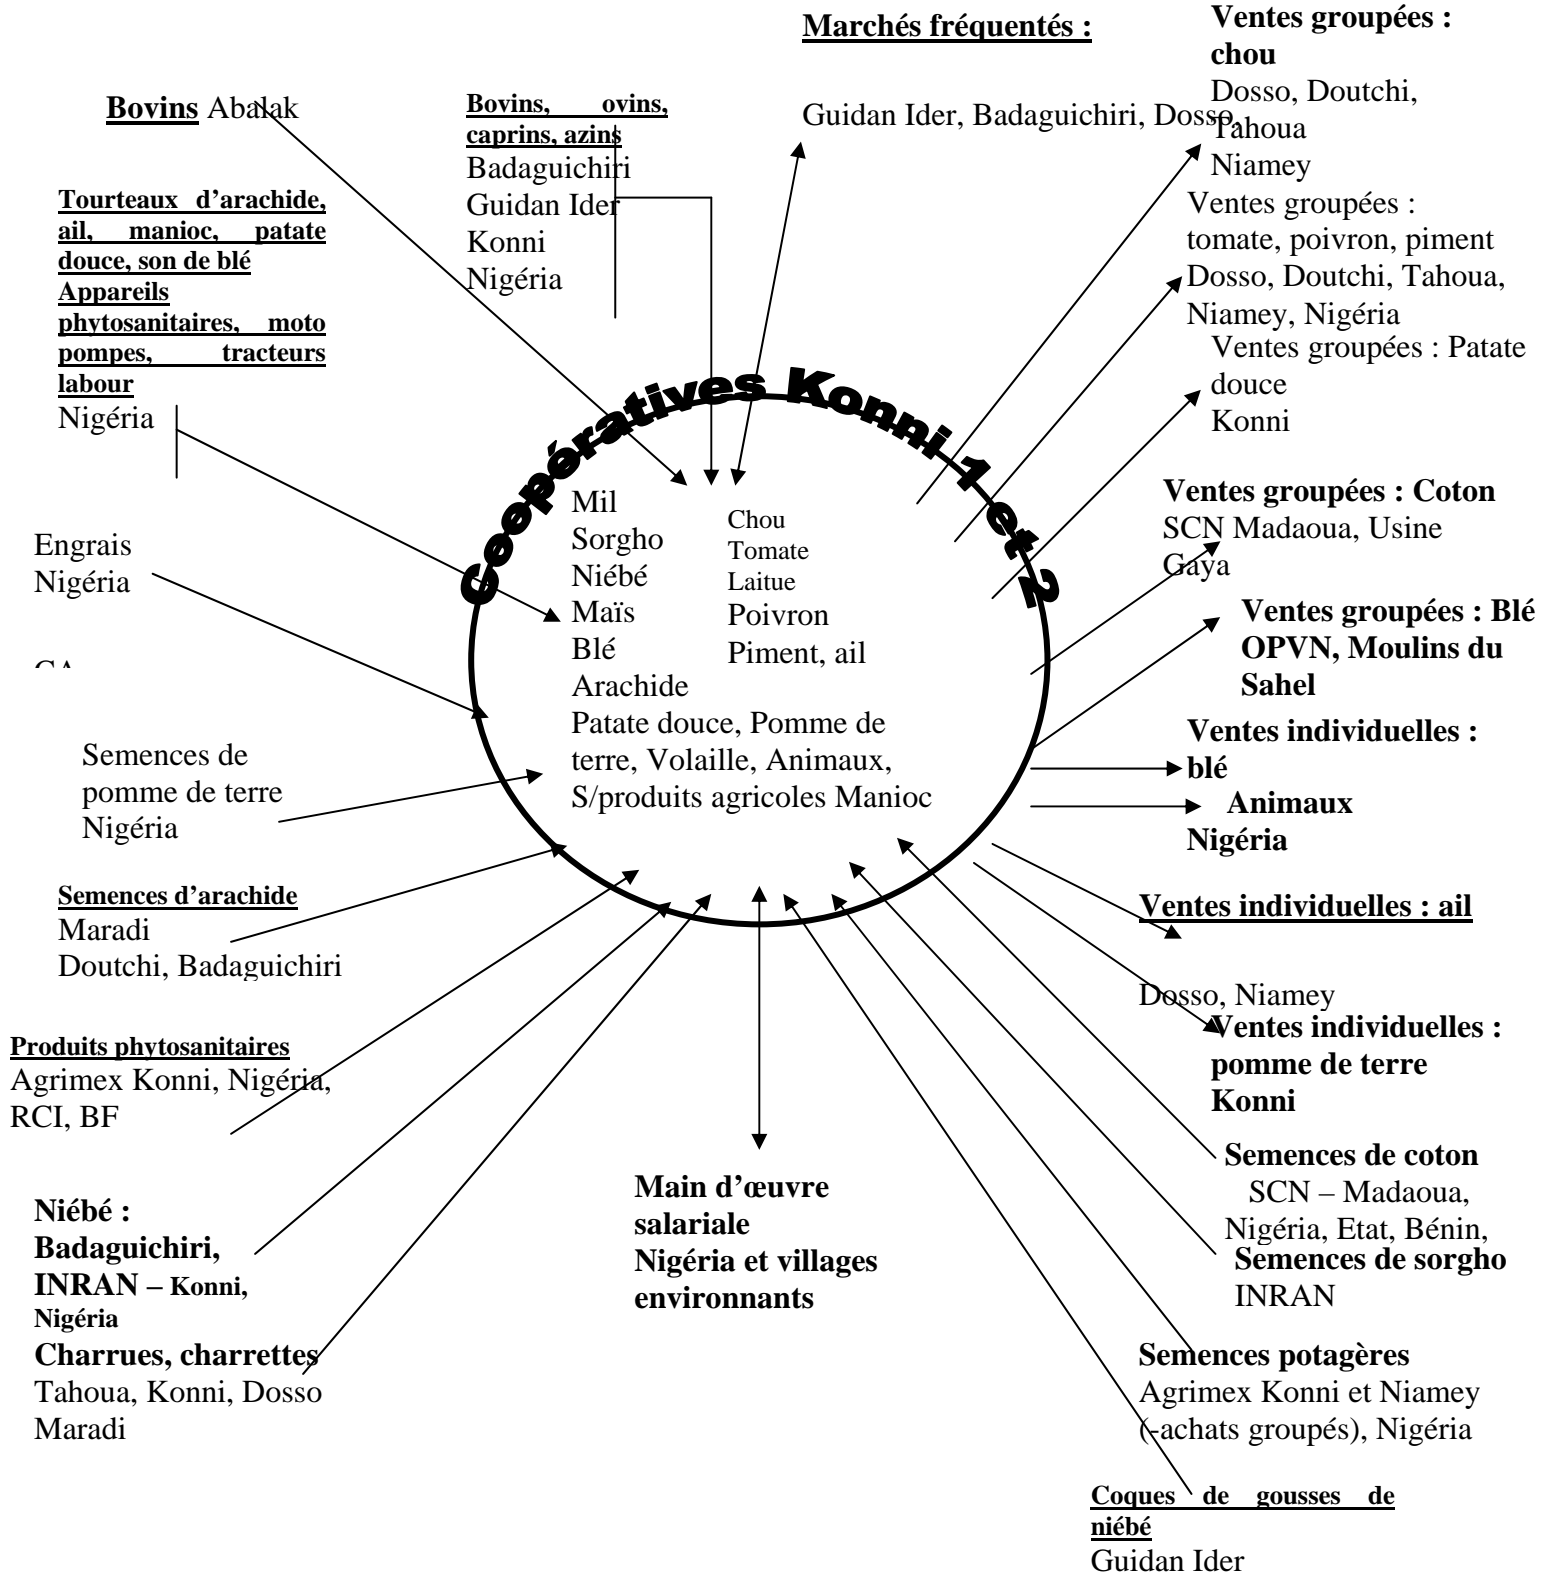 Marchés fréquentés :
Guidan Ider, Badaguichiri, Dosso,
Ventes groupées :
chou
Dosso, Doutchi,
Tahoua
Niamey
Bovins Abalak
Bovins, ovins,
caprins, azins
Badaguichiri
Guidan Ider
Konni
Nigéria
Tourteaux d'arachide,
ail, manioc, patate
douce, son de blé
Appareils
phytosanitaires, moto
pompes, tracteurs
labour
Nigéria
Ventes groupées :
tomate, poivron, piment
Dosso, Doutchi, Tahoua,
Niamey, Nigéria
Ventes groupées : Patate
douce
Konni
Coopératives Konni 1 et 2
Mil
Sorgho
Niébé
Maïs
Blé
Arachide
Patate douce, Pomme de
terre, Volaille, Animaux,
S/produits agricoles Manioc
Chou
Tomate
Laitue
Poivron
Piment, ail
Engrais
Nigéria
Ventes groupées : Coton
SCN Madaoua, Usine
Gaya
Ventes groupées : Blé
OPVN, Moulins du
Sahel
Ventes individuelles :
blé
Animaux
Nigéria
Semences de
pomme de terre
Nigéria
Semences d'arachide
Maradi
Doutchi, Badaguichiri
Ventes individuelles : ail
Dosso, Niamey
Ventes individuelles :
pomme de terre
Konni
Produits phytosanitaires
Agrimex Konni, Nigéria,
RCI, BF
Niébé :
Badaguichiri,
INRAN – Konni,
Nigéria
Charrues, charrettes
Tahoua, Konni, Dosso
Maradi
Main d'œuvre
salariale
Nigéria et villages
environnants
Semences de coton
SCN – Madaoua,
Nigéria, Etat, Bénin,
Semences de sorgho
INRAN
Semences potagères
Agrimex Konni et Niamey
(-achats groupés), Nigéria
Coques de gousses de
niébé
Guidan Ider